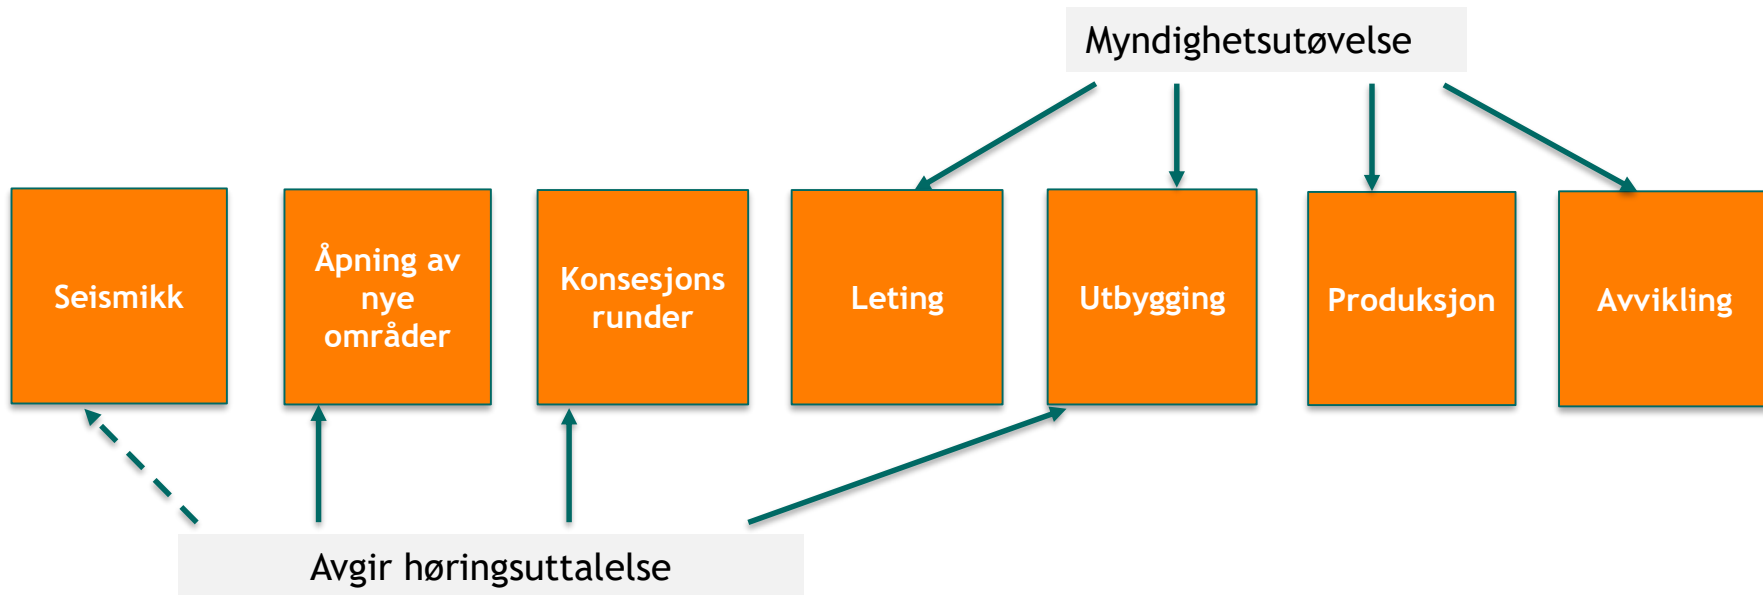 Myndighetsutøvelse
Seismikk
Åpning av
nye
områder
Konsesjons
runder
Leting
Utbygging
Produksjon
Avvikling
Avgir høringsuttalelse